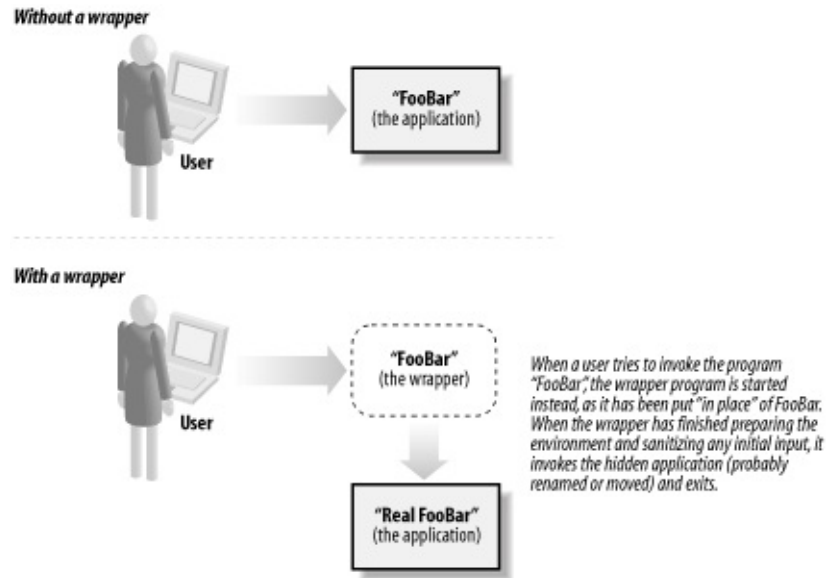 Without a wrapper
"FooBar"
(the application)
User
With a wrapper
"FooBar"
(the wrapper)
User
When a user tries to invoke the program
"FooBar", the wrapper program is started
instead, as it has been put "in place" of FooBar.
When the wrapper has finished preparing the
environment and sanitizing any initial input, it
invokes the hidden application (probably
renamed or moved) and exits.
"Real FooBar"
(the application)